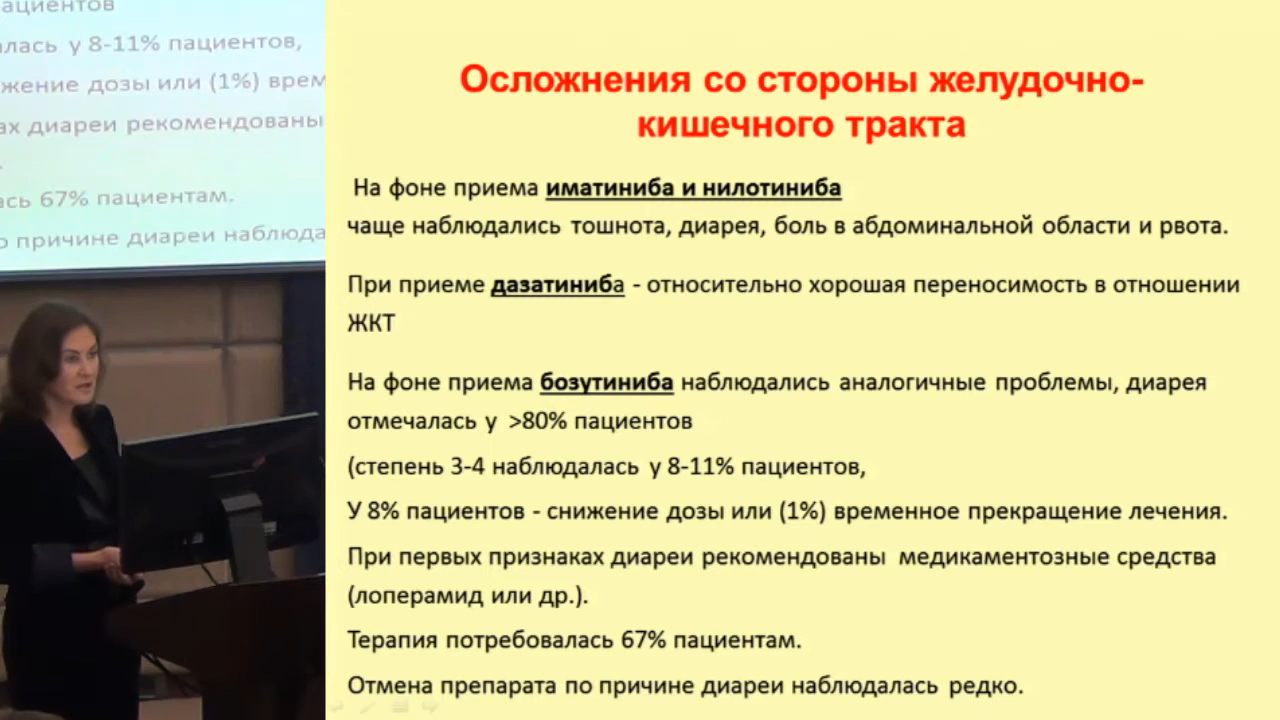 ациентов
лась у 8-11% пациентов,
жение дозы или (1%) врем
ах диареи рекомендованы
.
сь 67% пациентам.
о причине диареи наблюда
Осложнения со стороны желудочно-
кишечного тракта
На фоне приема иматиниба и нилотиниба
чаще наблюдались тошнота, диарея, боль в абдоминальной области и рвота.
При приеме дазатиниба - относительно хорошая переносимость в отношении
ЖКТ
На фоне приема бозутиниба наблюдались аналогичные проблемы, диарея
отмечалась у >80% пациентов
(степень 3-4 наблюдалась у 8-11% пациентов,
У 8% пациентов - снижение дозы или (1%) временное прекращение лечения.
При первых признаках диареи рекомендованы медикаментозные средства
(лоперамид или др.).
Терапия потребовалась 67% пациентам.
Отмена препарата по причине диареи наблюдалась редко.